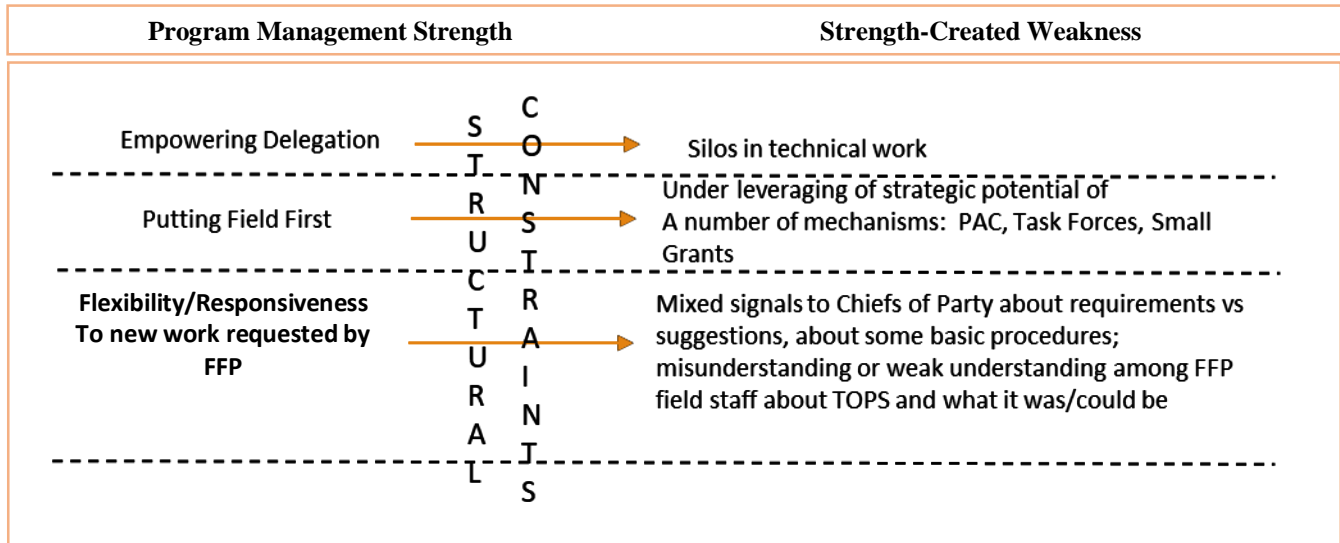 Program Management Strength
Strength-Created Weakness
Empowering Delegation
Silos in technical work
Putting Field First
Under leveraging of strategic potential of
A number of mechanisms: PAC, Task Forces, Small
Grants
Flexibility/Responsiveness
To new work requested by
FFP
Mixed signals to Chiefs of Party about requirements vs
suggestions, about some basic procedures;
misunderstanding or weak understanding among FFP
field staff about TOPS and what it was/could be
STRUCTURAL
CONSTRAINTS